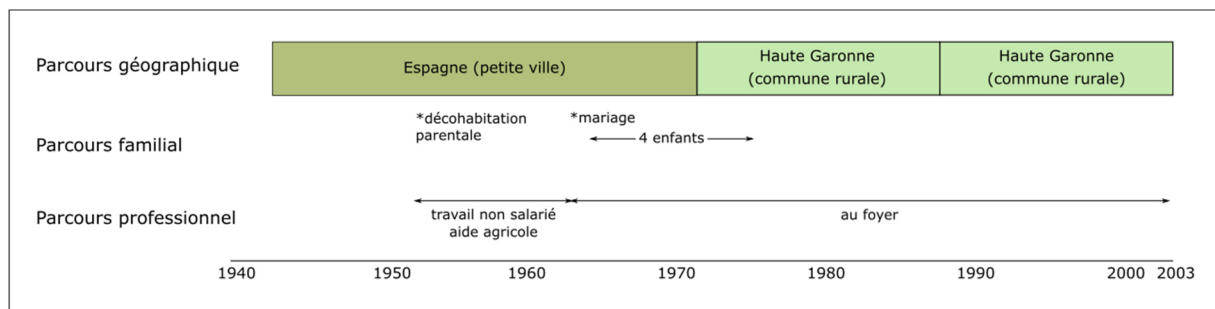 Parcours géographique
Espagne (petite ville)
Haute Garonne
(commune rurale)
Haute Garonne
(commune rurale)
Parcours familial
*décohabitation
parentale
*mariage
4 enfants
Parcours professionnel
travail non salarié
aide agricole
au foyer
1940 1950 1960 1970 1980 1990 2000 2003